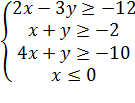 2x − 3y ≥ −12
x + y ≥ −2
4x + y ≥ −10
x ≤ 0